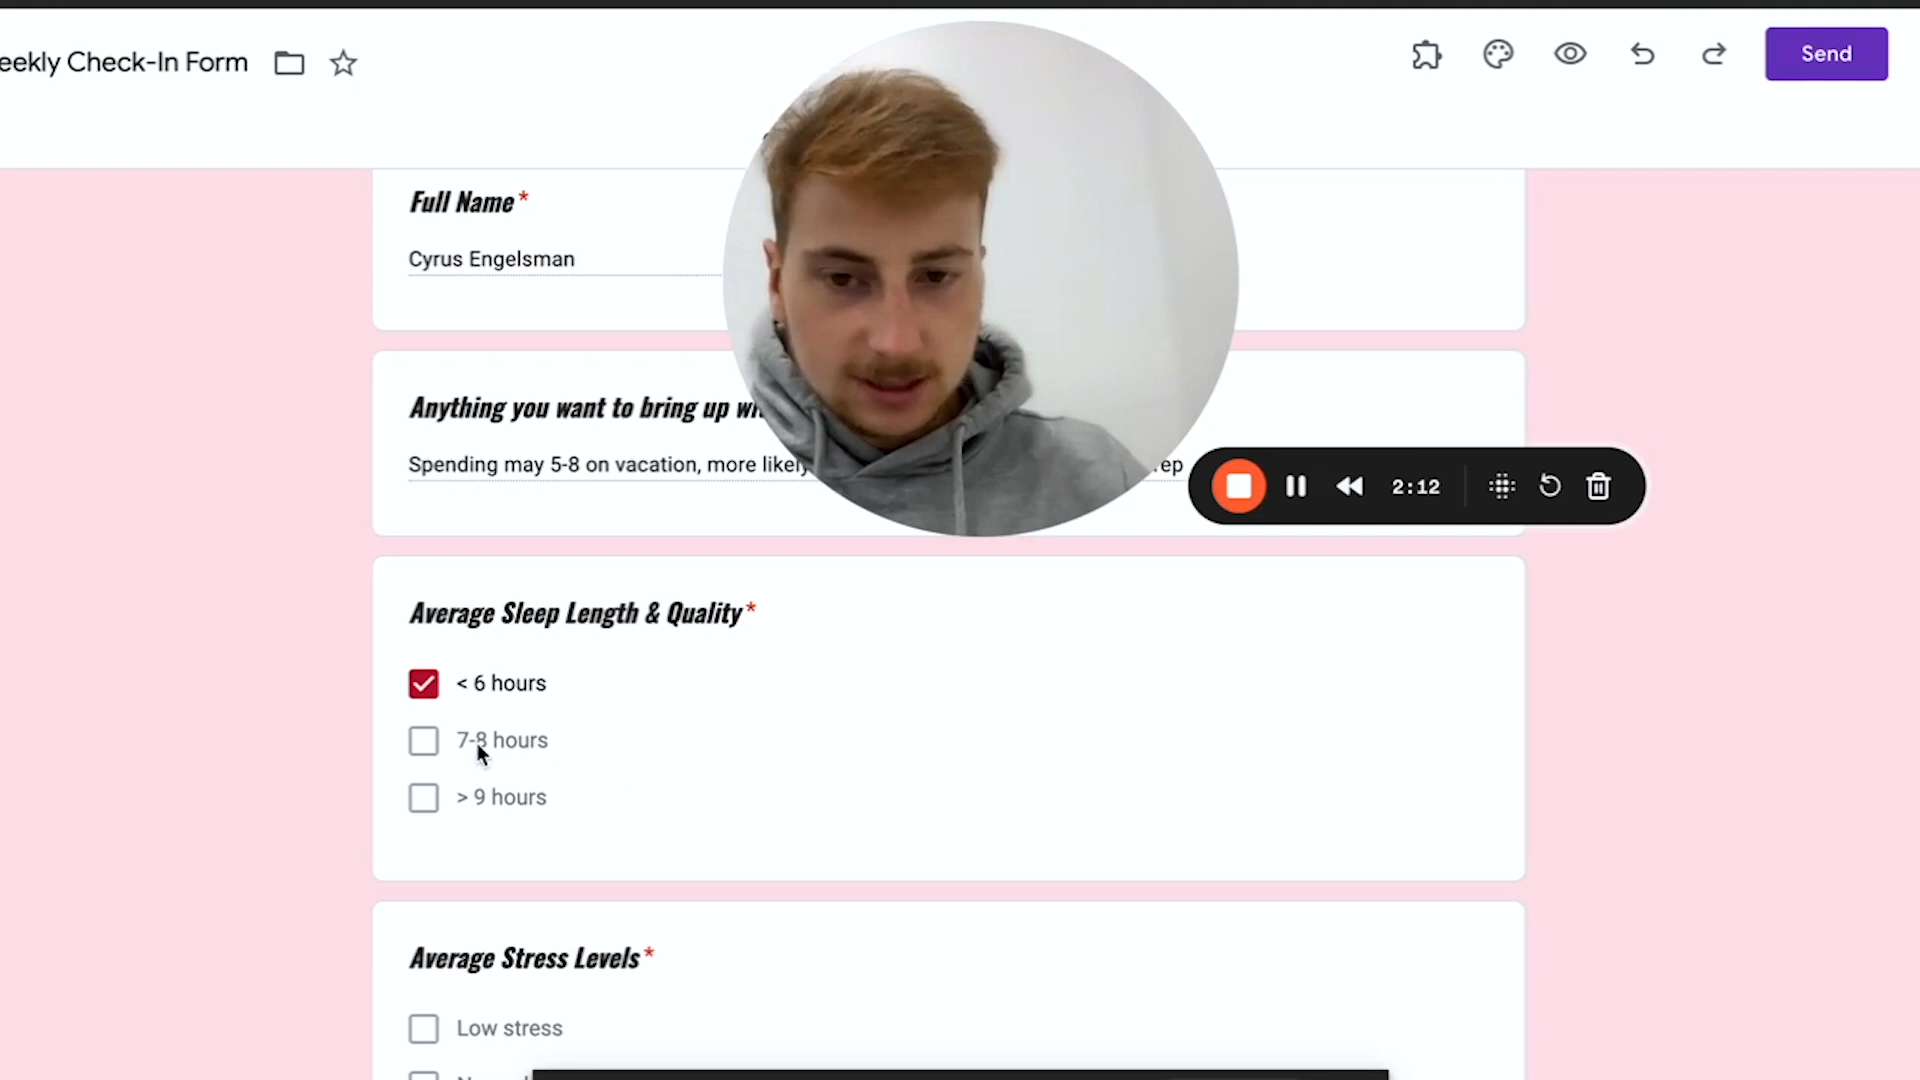 eekly Check-In Form
Send
Full Name *
Cyrus Engelsman
Anything you want to bring up
Spending may 5-8 on vacation, more likely
2:12
Average Sleep Length & Quality *
< 6 hours
7-8 hours
> 9 hours
Average Stress Levels *
Low stress